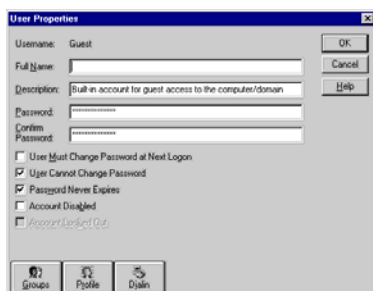 User Properties
Username: Guest
OK
Full Name:
Cancel
Description: Built-in account for guest access to the computer/domain
Help
Password: **************
Confirm Password: **************
User Must Change Password at Next Logon
User Cannot Change Password
Password Never Expires
Account Disabled
Account Locked Out
Groups
Profile
Dialin